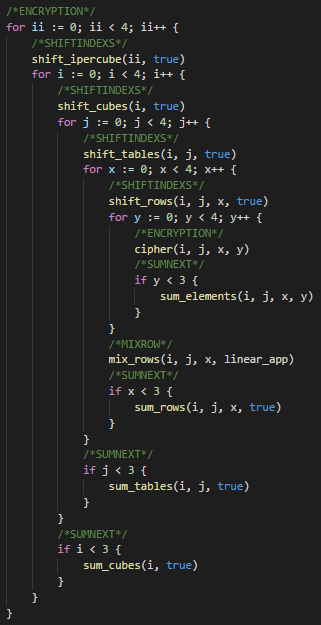 /*ENCRYPTION*/
for ii := 0; ii < 4; ii++ {
    /*SHIFTINDEXS*/
    shift_ipercube(ii, true)
    for i := 0; i < 4; i++ {
        /*SHIFTINDEXS*/
        shift_cubes(i, true)
        for j := 0; j < 4; j++ {
            /*SHIFTINDEXS*/
            shift_tables(i, j, true)
            for x := 0; x < 4; x++ {
                /*SHIFTINDEXS*/
                shift_rows(i, j, x, true)
                for y := 0; y < 4; y++ {
                    /*ENCRYPTION*/
                    cipher(i, j, x, y)
                    /*SUMNEXT*/
                    if y < 3 {
                        sum_elements(i, j, x, y)
                    }
                }
                /*MIXROW*/
                mix_rows(i, j, x, linear_app)
                /*SUMNEXT*/
                if x < 3 {
                    sum_rows(i, j, x, true)
                }
            }
            /*SUMNEXT*/
            if j < 3 {
                sum_tables(i, j, true)
            }
        }
        /*SUMNEXT*/
        if i < 3 {
            sum_cubes(i, true)
        }
    }
}